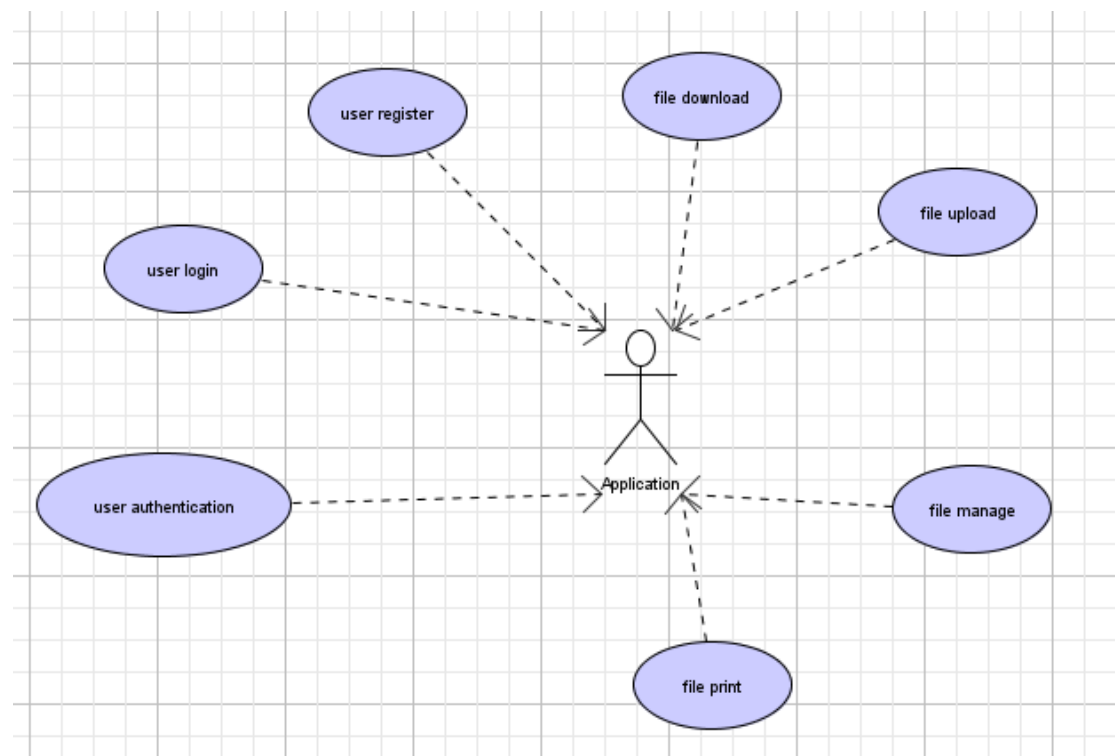 file download
user register
file upload
user login
Application
user authentication
file manage
file print